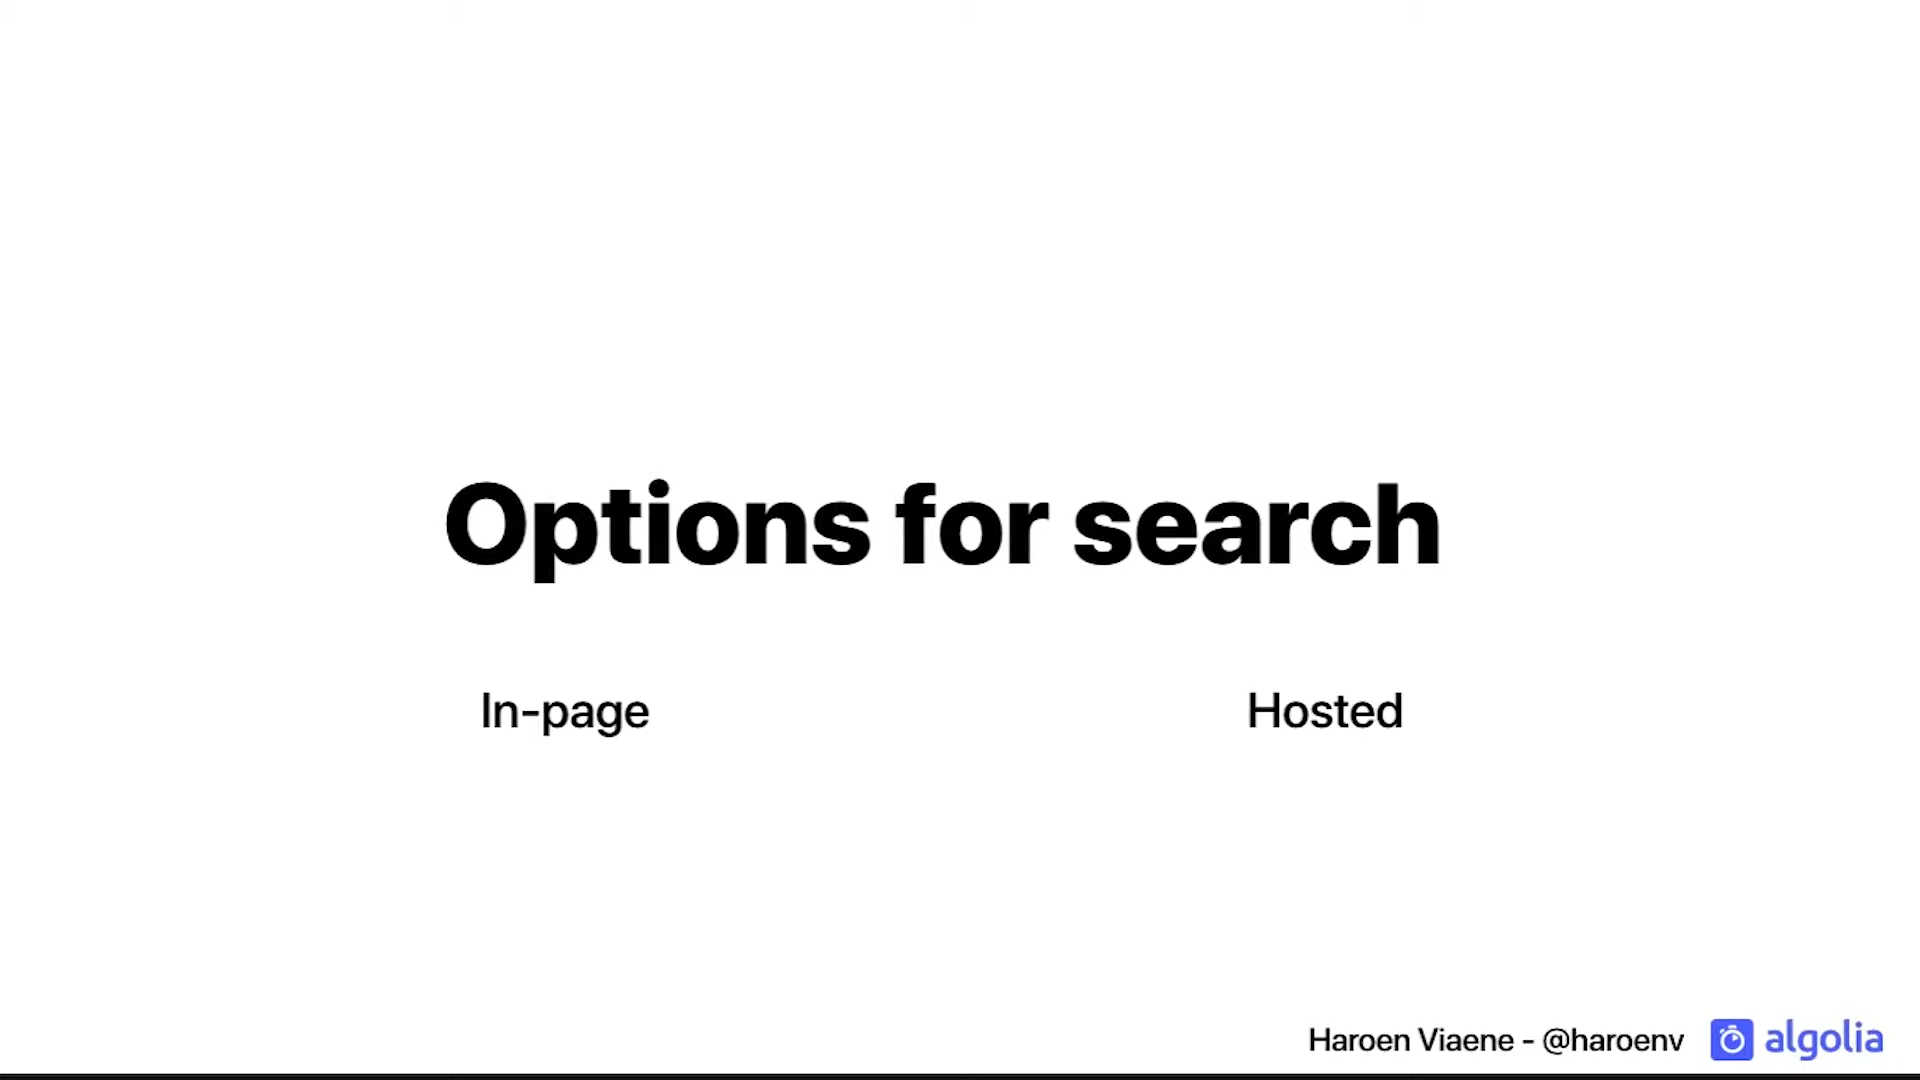 Options for search
In-page
Hosted
Haroen Viaene - @haroenv
algolia